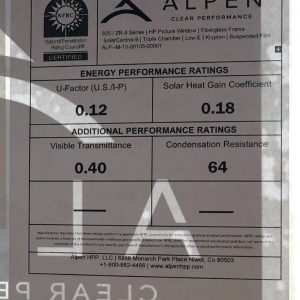 NFRC
National Fenestration
Rating Council®
CERTIFIED
ALPEN
CLEAR PERFORMANCE
925 / ZR-9 Series | HP Picture Window | Fiberglass Frame
SolarControl-9 | Triple Chamber | Low-E | Krypton | Suspended Film
ALP-M-10-00105-00001
ENERGY PERFORMANCE RATINGS
U-Factor (U.S./I-P)
Solar Heat Gain Coefficient
0.12
0.18
ADDITIONAL PERFORMANCE RATINGS
Visible Transmittance
Condensation Resistance
0.40
64
Alpen HPP, LLC | 6268 Monarch Park Place Niwot, Co 80503
+1-800-882-4466 | www.alpenhpp.com
CLEAR PE